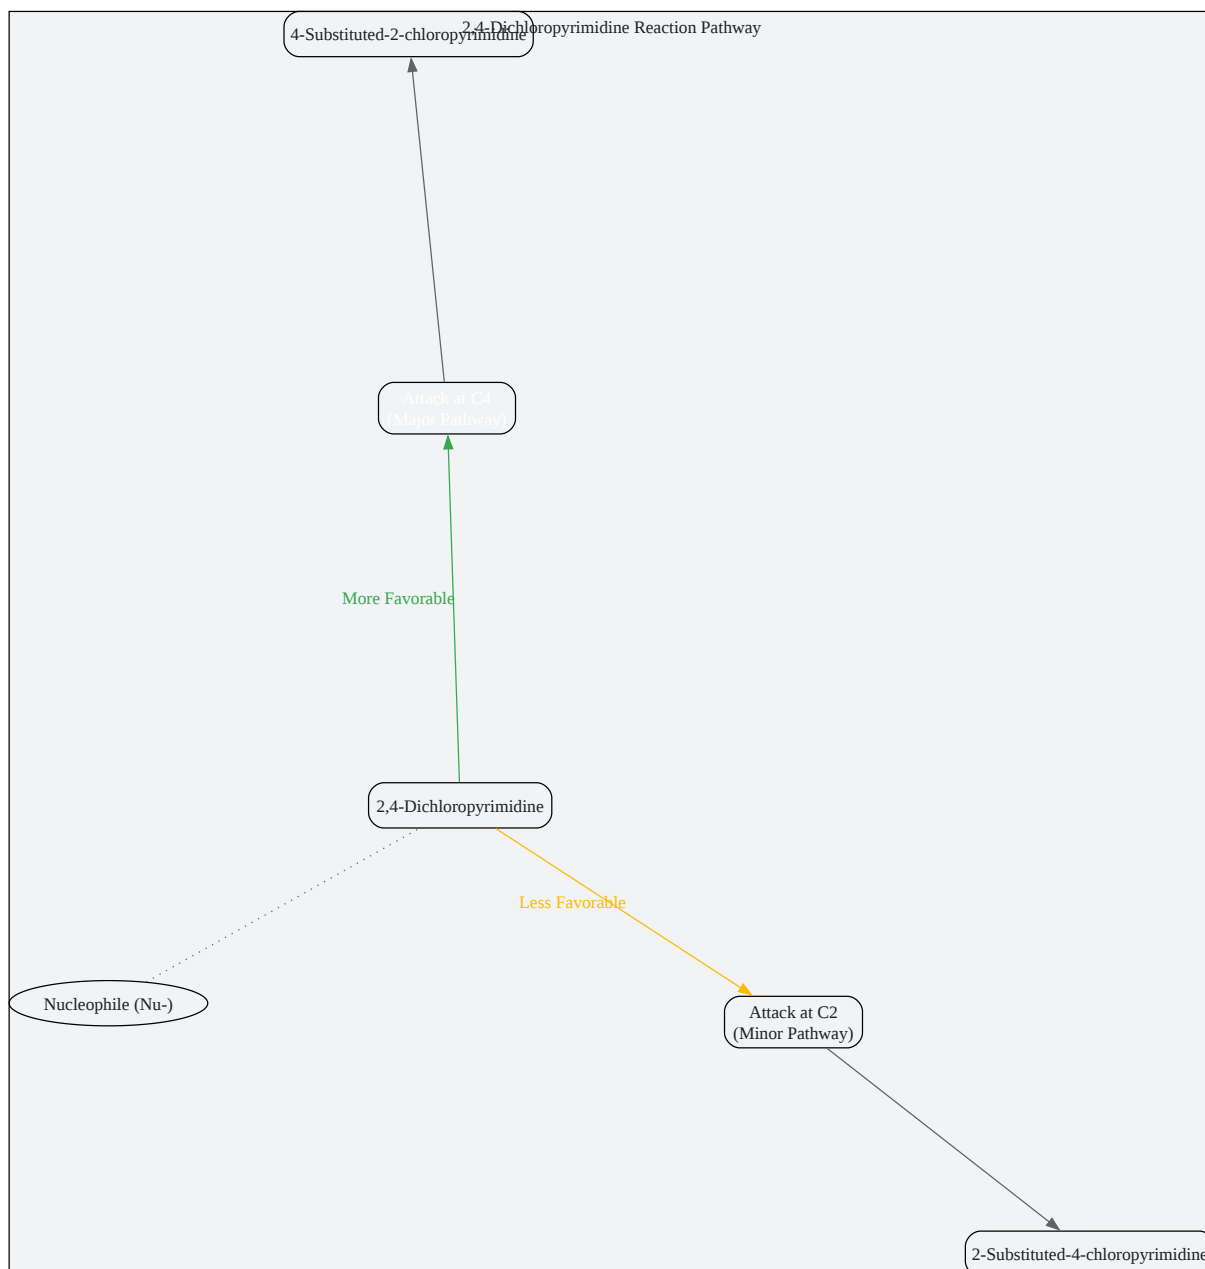 2,4-Dichloropyrimidine Reaction Pathway
4-Substituted-2-chloropyrimidine
Attack at C4
(Major Pathway)
More Favorable
2,4-Dichloropyrimidine
Less Favorable
Nucleophile (Nu-)
Attack at C2
(Minor Pathway)
2-Substituted-4-chloropyrimidine